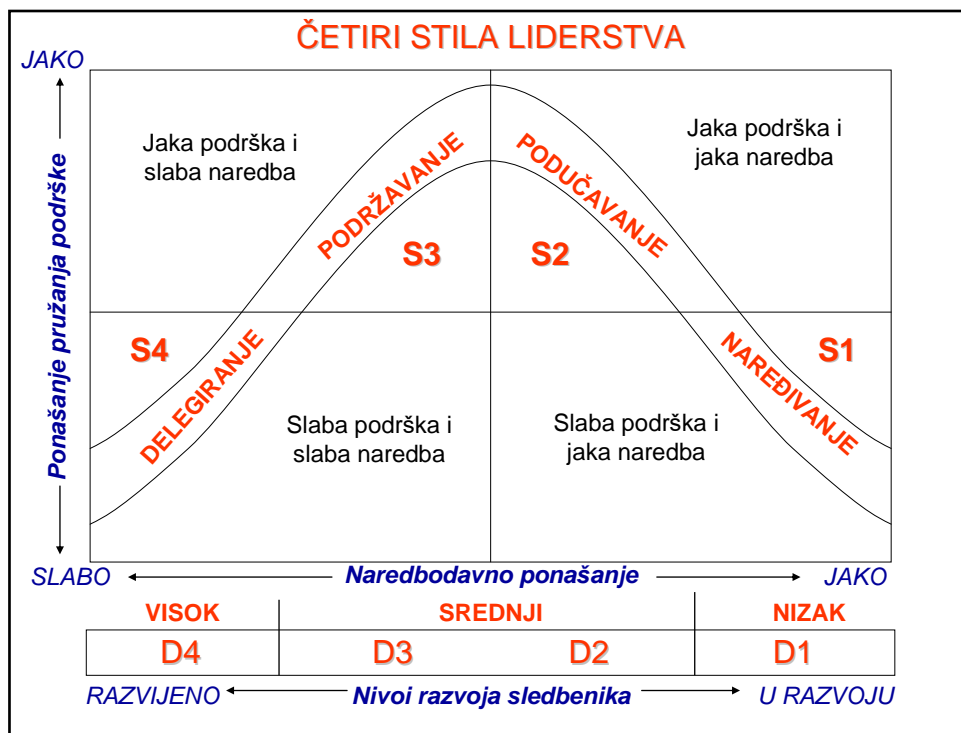 ČETIRI STILA LIDERSTVA
JAKO
Ponašanje pružanja podrške
Jaka podrška i
slaba naredba
PODRŽAVANJE
PODUČAVANJE
Jaka podrška i
jaka naredba
S3
S2
S4
DELEGIRANJE
NAREĐIVANJE
S1
Slaba podrška i
slaba naredba
Slaba podrška i
jaka naredba
SLABO
Naredbodavno ponašanje
JAKO
VISOK
SREDNJI
NIZAK
D4
D3
D2
D1
RAZVIJENO
Nivoi razvoja sledbenika
U RAZVOJU